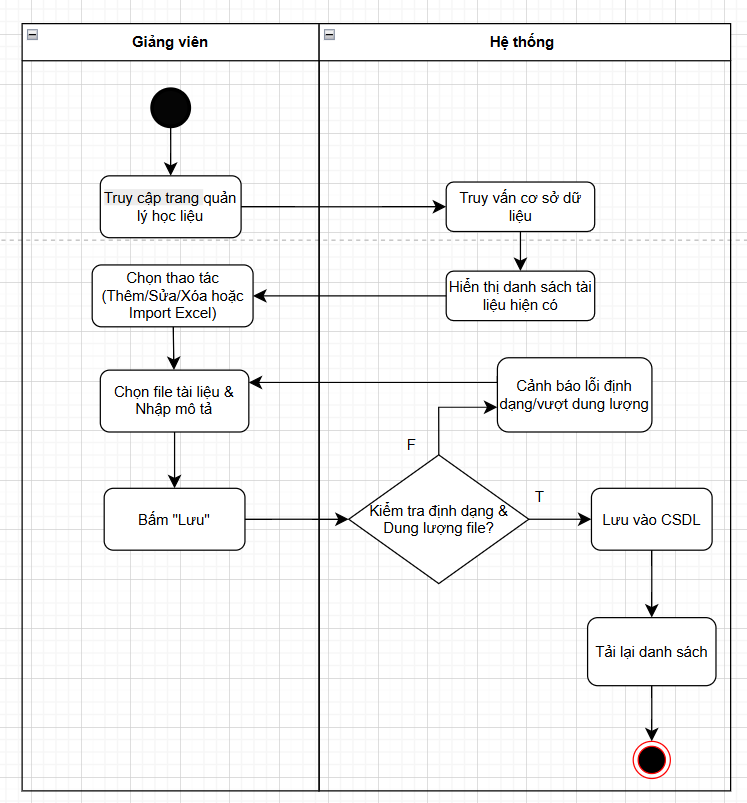 Giảng viên
Hệ thống
Truy cập trang quản
lý học liệu
Truy vấn cơ sở dữ
liệu
Chọn thao tác
(Thêm/Sửa/Xóa hoặc
Import Excel)
Hiển thị danh sách tài
liệu hiện có
Chọn file tài liệu &
Nhập mô tả
Cảnh báo lỗi định
dạng/vượt dung lượng
F
Bấm "Lưu"
Kiểm tra định dạng &
Dung lượng file?
T
Lưu vào CSDL
Tải lại danh sách